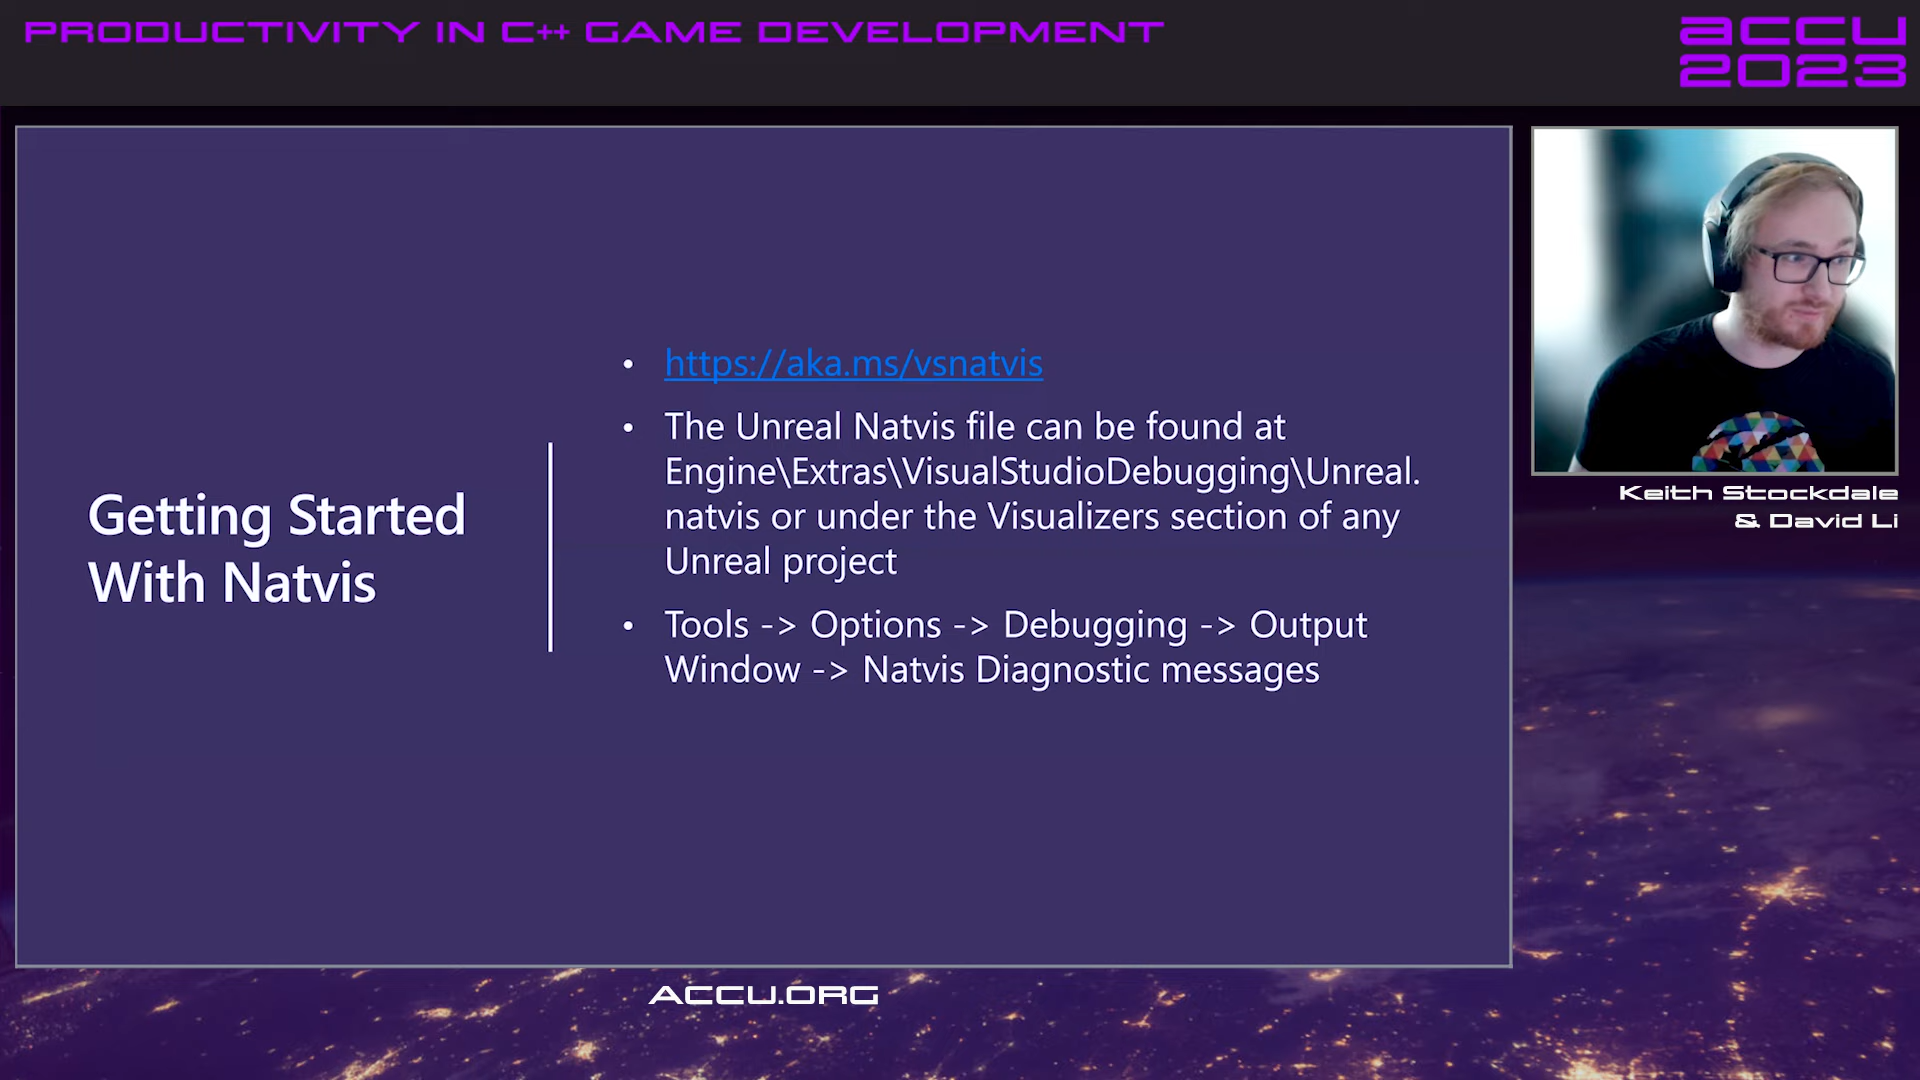 PRODUCTIVITY IN C++ GAME DEVELOPMENT
accu
2023
Getting Started
With Natvis
• https://aka.ms/vsnatvis
• The Unreal Natvis file can be found at
Engine\Extras\VisualStudioDebugging\Unreal.
natvis or under the Visualizers section of any
Unreal project
• Tools -> Options -> Debugging -> Output
Window -> Natvis Diagnostic messages
Keith Stockdale
& David Li
ACCU.ORG